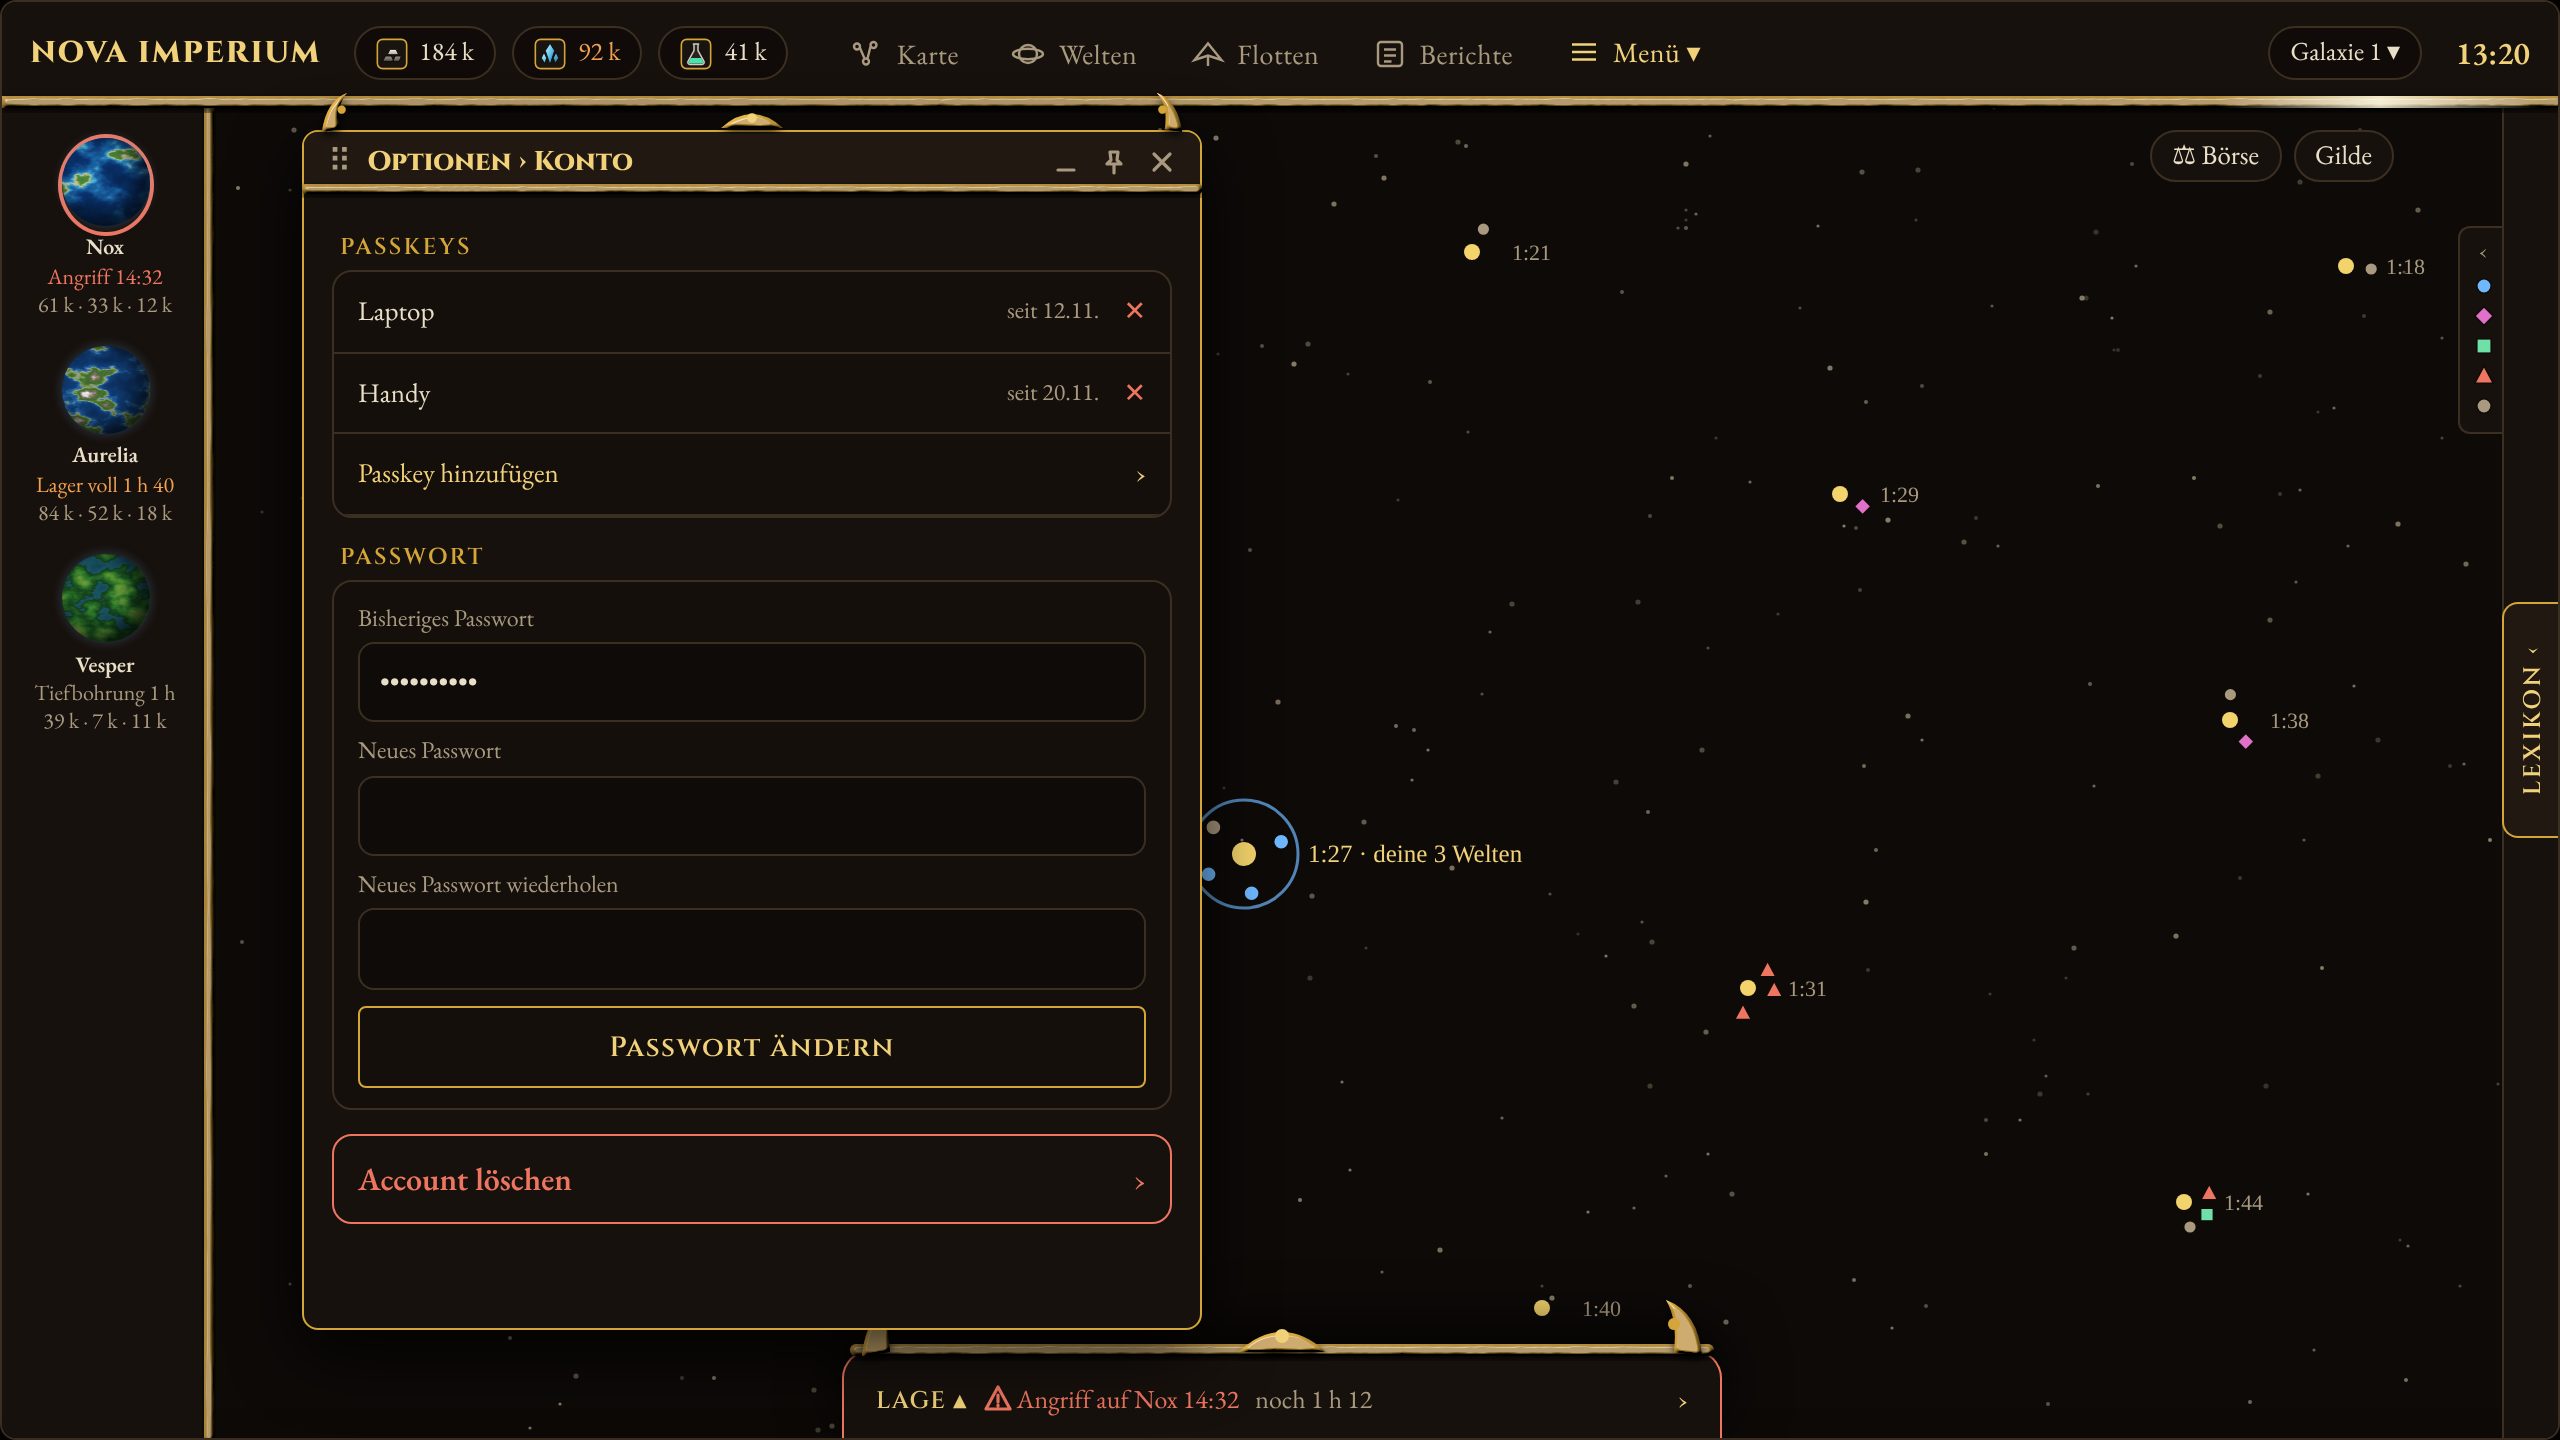 NOVA IMPERIUM 184 k 92 k 41 k Karte Welten Flotten Berichte Menü ▾ Galaxie 1 ▾ 13:20
Nox
Angriff 14:32
61 k · 33 k · 12 k
Aurelia
Lager voll 1 h 40
84 k · 52 k · 18 k
Vesper
Tiefbohrung 1 h
39 k · 7 k · 11 k
Optionen › Konto
PASSKEYS
Laptop seit 12.11. ✕
Handy seit 20.11. ✕
Passkey hinzufügen ›
PASSWORT
Bisheriges Passwort
••••••••••
Neues Passwort
Neues Passwort wiederholen
Passwort ändern
Account löschen ›
⚖ Börse Gilde
1:21
1:18
1:29
1:38
1:27 · deine 3 Welten
1:31
1:44
1:40
LEXIKON ›
LAGE ▴ ⚠ Angriff auf Nox 14:32 noch 1 h 12 ›